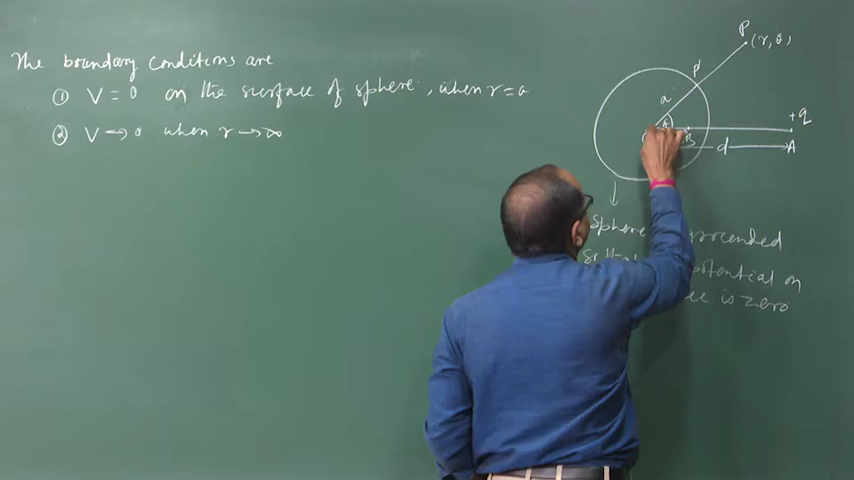 The boundary conditions are
① V = 0 on the surface of sphere, when r = a
② V → 0 when r → ∞
P
(r, θ)
P'
a
+q
B
d
A
Sphere
potential on
is zero